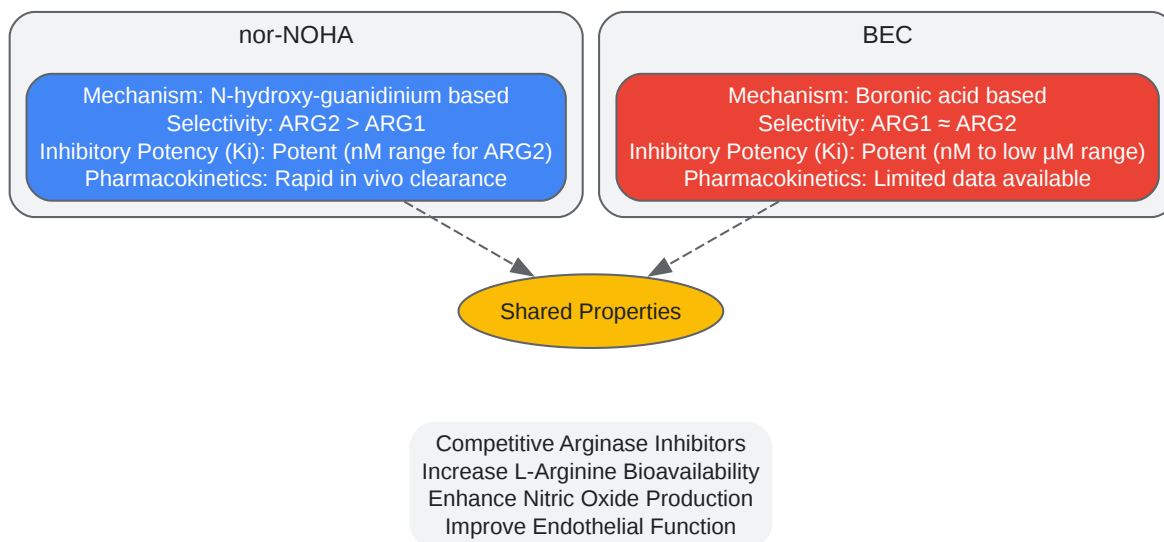 nor-NOHA
Mechanism: N-hydroxy-guanidinium based
Selectivity: ARG2 > ARG1
Inhibitory Potency (Ki): Potent (nM range for ARG2)
Pharmacokinetics: Rapid in vivo clearance
BEC
Mechanism: Boronic acid based
Selectivity: ARG1 ≈ ARG2
Inhibitory Potency (Ki): Potent (nM to low µM range)
Pharmacokinetics: Limited data available
Shared Properties
Competitive Arginase Inhibitors
Increase L-Arginine Bioavailability
Enhance Nitric Oxide Production
Improve Endothelial Function